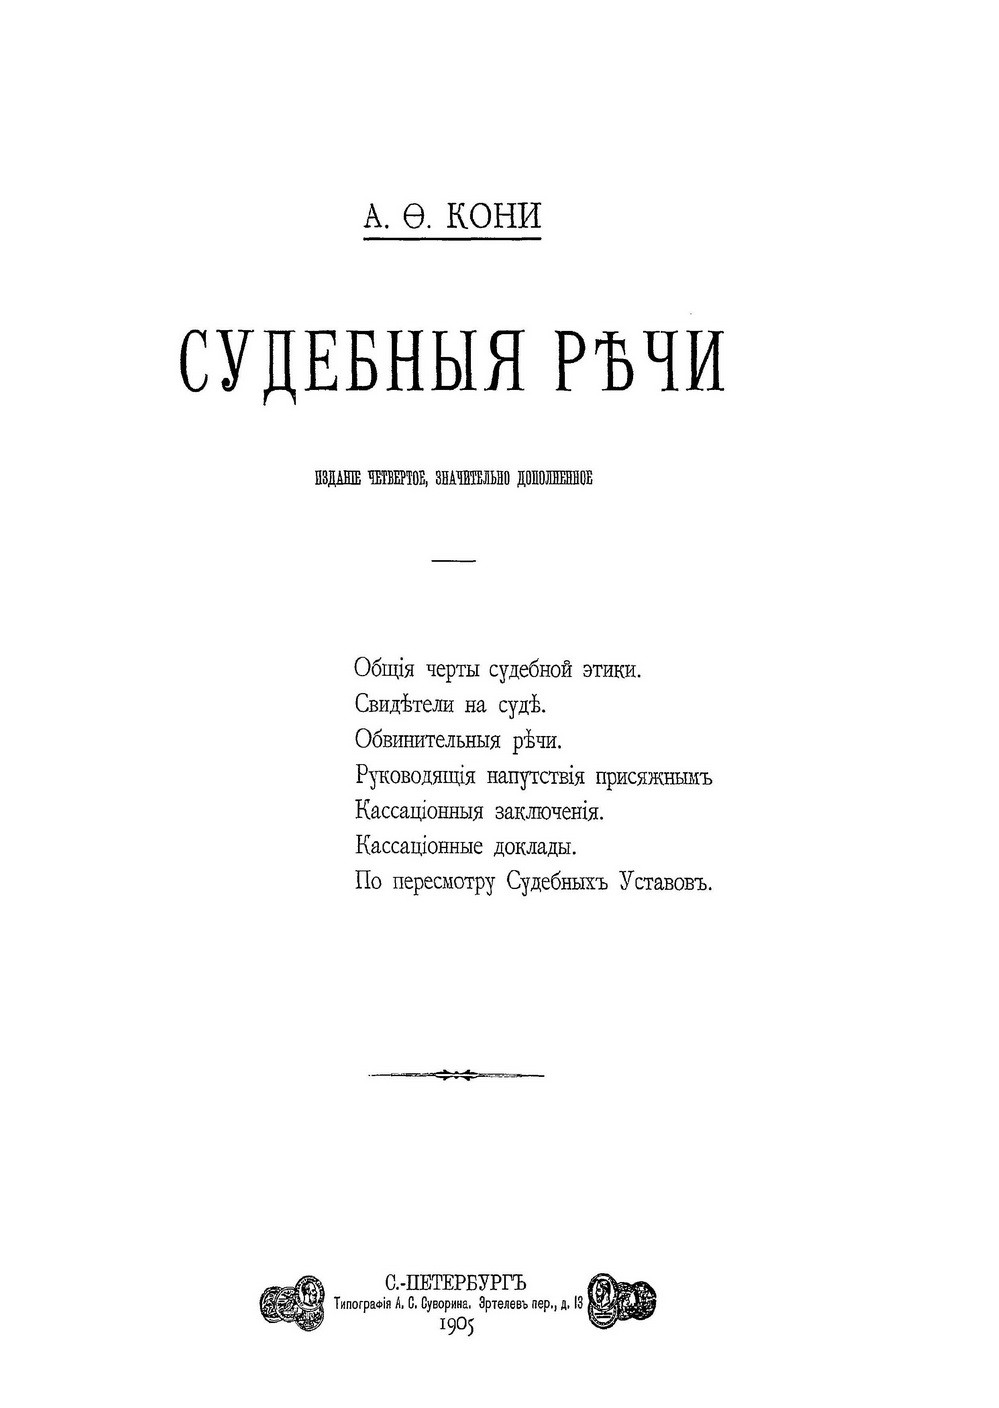 А. Ѳ. КОНИ
СУДЕБНЫЯ РѢЧИ
ИЗДАНІЕ ЧЕТВЕРТОЕ, ЗНАЧИТЕЛЬНО ДОПОЛНЕННОЕ
Общія черты судебной этики.
Свидѣтели на судѣ.
Обвинительныя рѣчи.
Руководящія напутствія присяжнымъ
Кассаціонныя заключенія.
Кассаціонные доклады.
По пересмотру Судебныхъ Уставовъ.
С.-ПЕТЕРБУРГЪ
Типографія А. С. Суворина. Эртелевъ пер., д. 13
1905